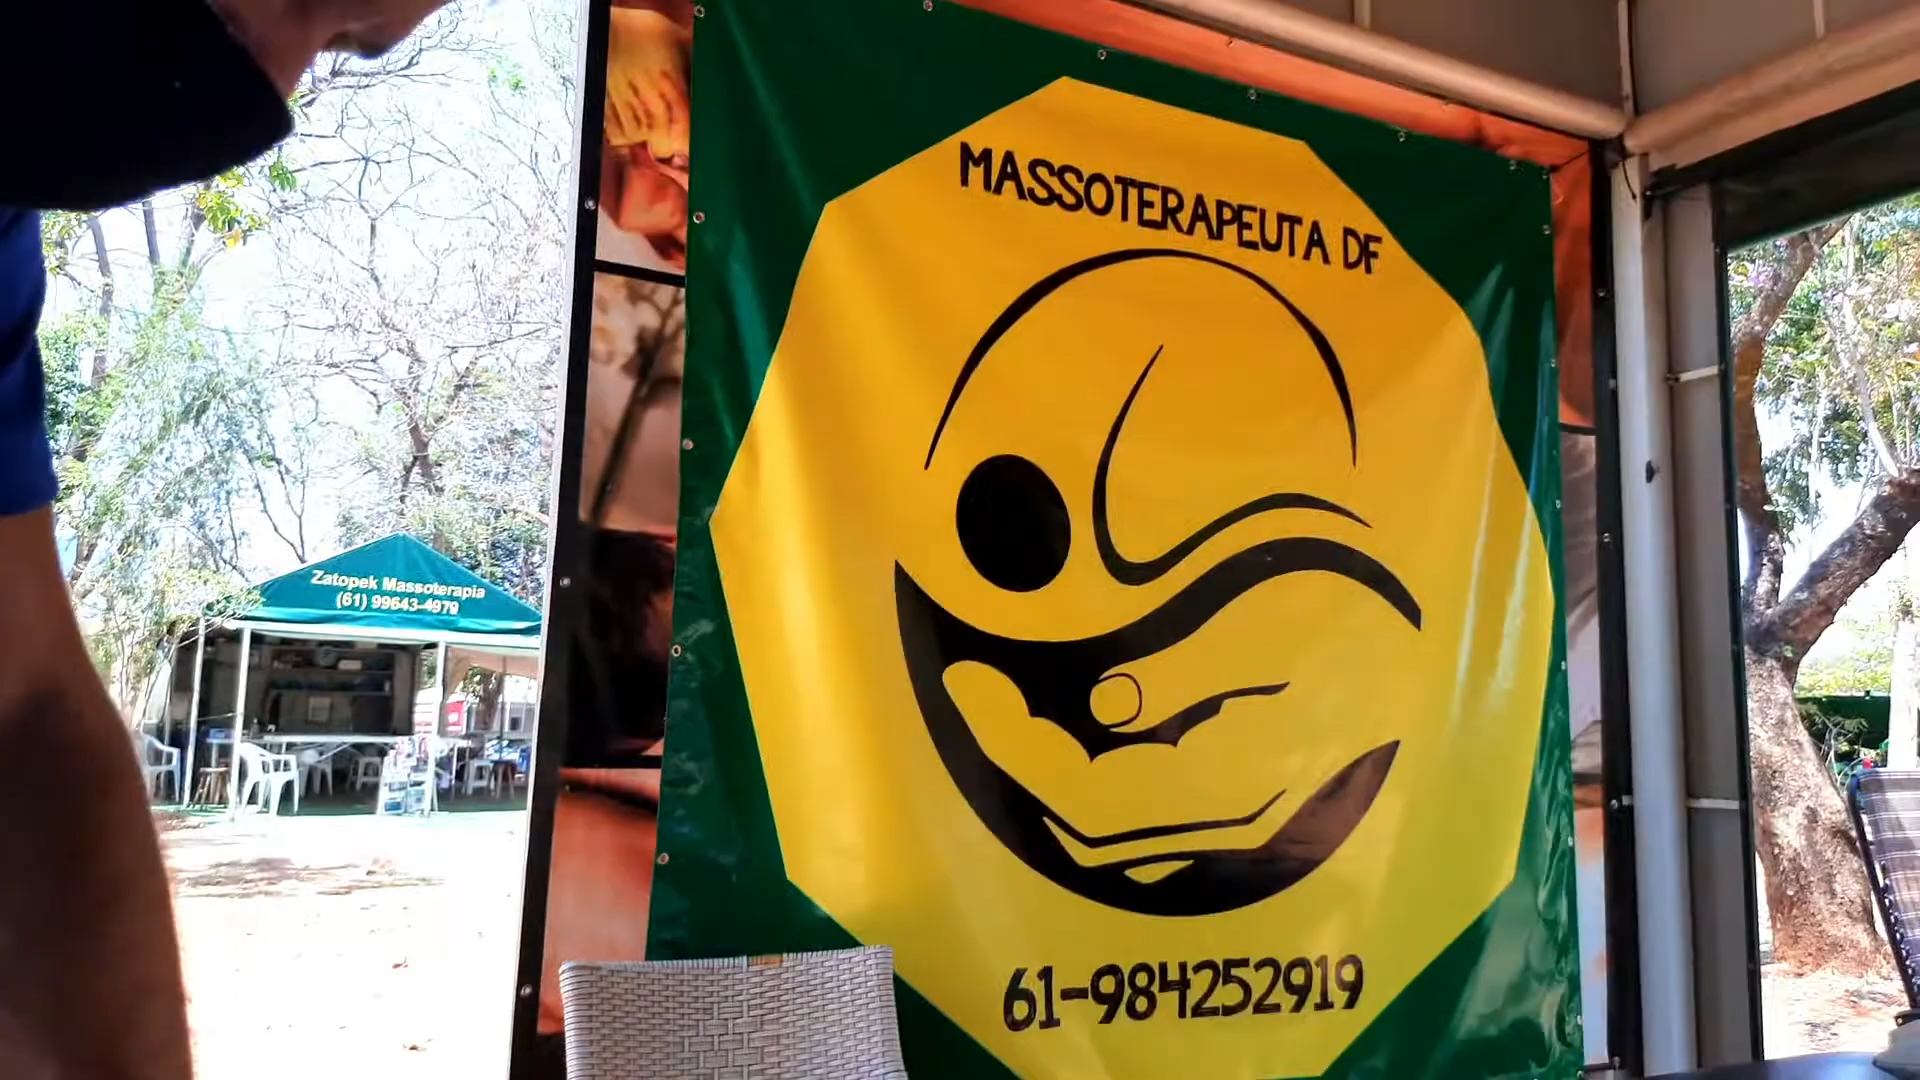 MASSOTERAPEUTA DF
61-984252919
Zatopek Massoterapia
(61) 99643-4979